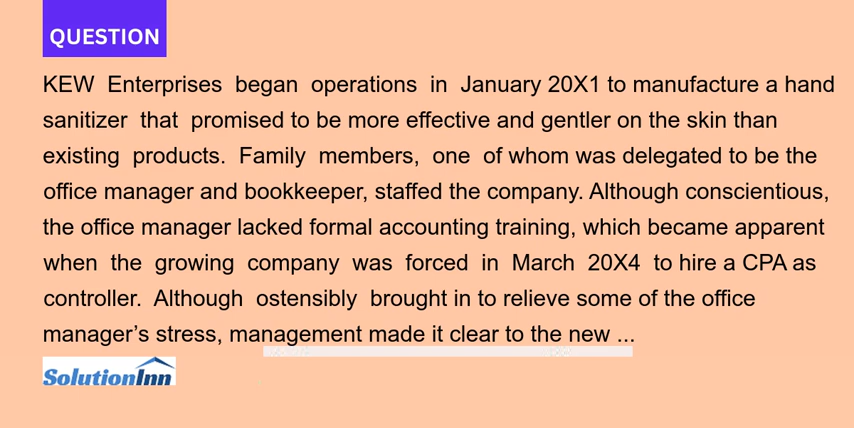 QUESTION
KEW Enterprises began operations in January 20X1 to manufacture a hand
sanitizer that promised to be more effective and gentler on the skin than
existing products. Family members, one of whom was delegated to be the
office manager and bookkeeper, staffed the company. Although conscientious,
the office manager lacked formal accounting training, which became apparent
when the growing company was forced in March 20X4 to hire a CPA as
controller. Although ostensibly brought in to relieve some of the office
manager’s stress, management made it clear to the new ...
SolutionInn